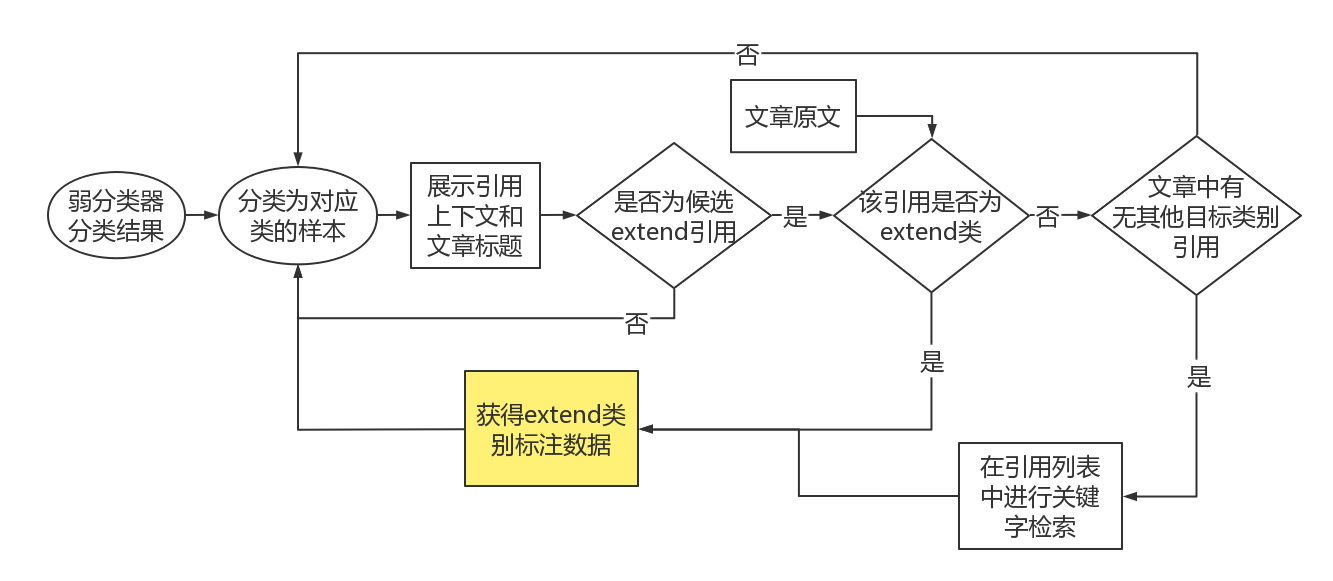 否
文章原文
弱分类器
分类结果
分类为对应
类的样本
展示引用
上下文和
文章标题
是否为候选
extend引用
是
该引用是否为
extend类
否
文章中有
无其他目标类别
引用
否
是
是
获得extend类
别标注数据
在引用列表
中进行关键
字检索